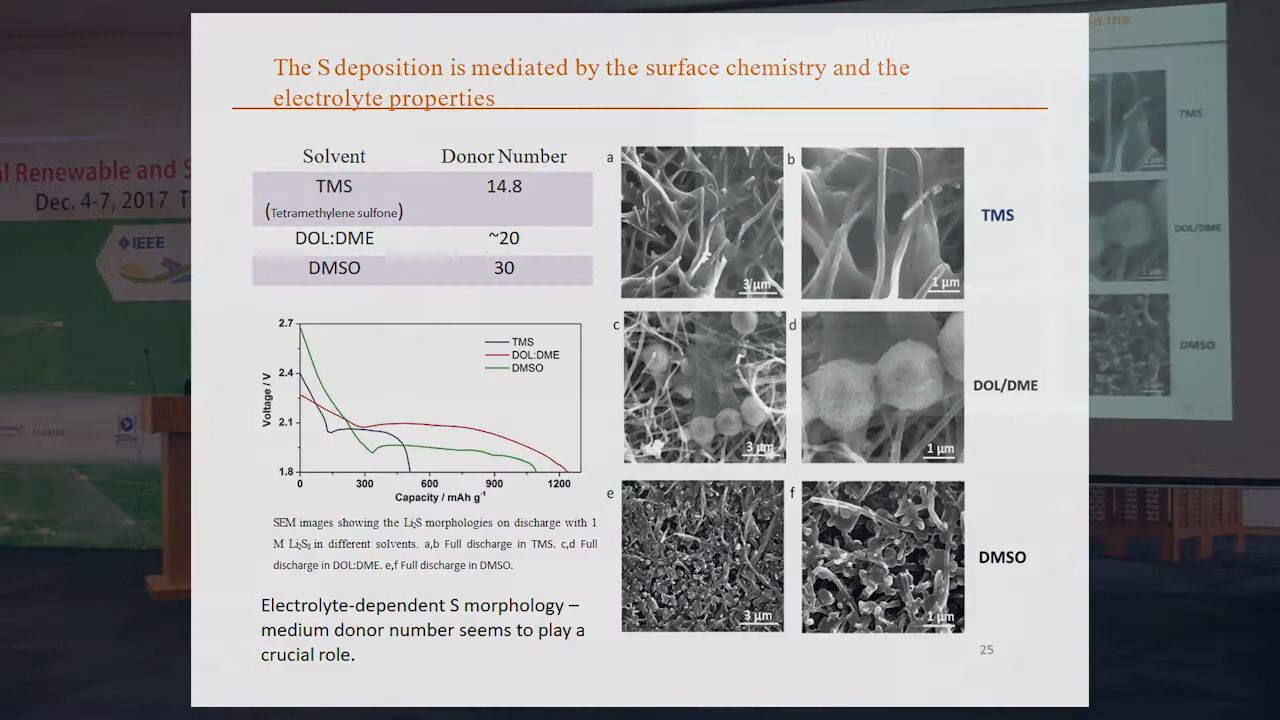 The S deposition is mediated by the surface chemistry and the
electrolyte properties
Solvent Donor Number
TMS 14.8
(Tetramethylene sulfone)
DOL:DME ~20
DMSO 30
2.7
2.4
2.1
1.8
Voltage / V
0 300 600 900 1200
Capacity / mAh g⁻¹
TMS
DOL:DME
DMSO
SEM images showing the Li₂S morphologies on discharge with 1
M Li₂S₈ in different solvents. a,b Full discharge in TMS. c,d Full
discharge in DOL:DME. e,f Full discharge in DMSO.
Electrolyte-dependent S morphology –
medium donor number seems to play a
crucial role.
a b
3 μm 1 μm
TMS
c d
3 μm 1 μm
DOL/DME
e f
3 μm 1 μm
DMSO
25
Renewable and S
Dec. 4-7, 2017 T
IEEE
TMS
DOL/DME
DMSO